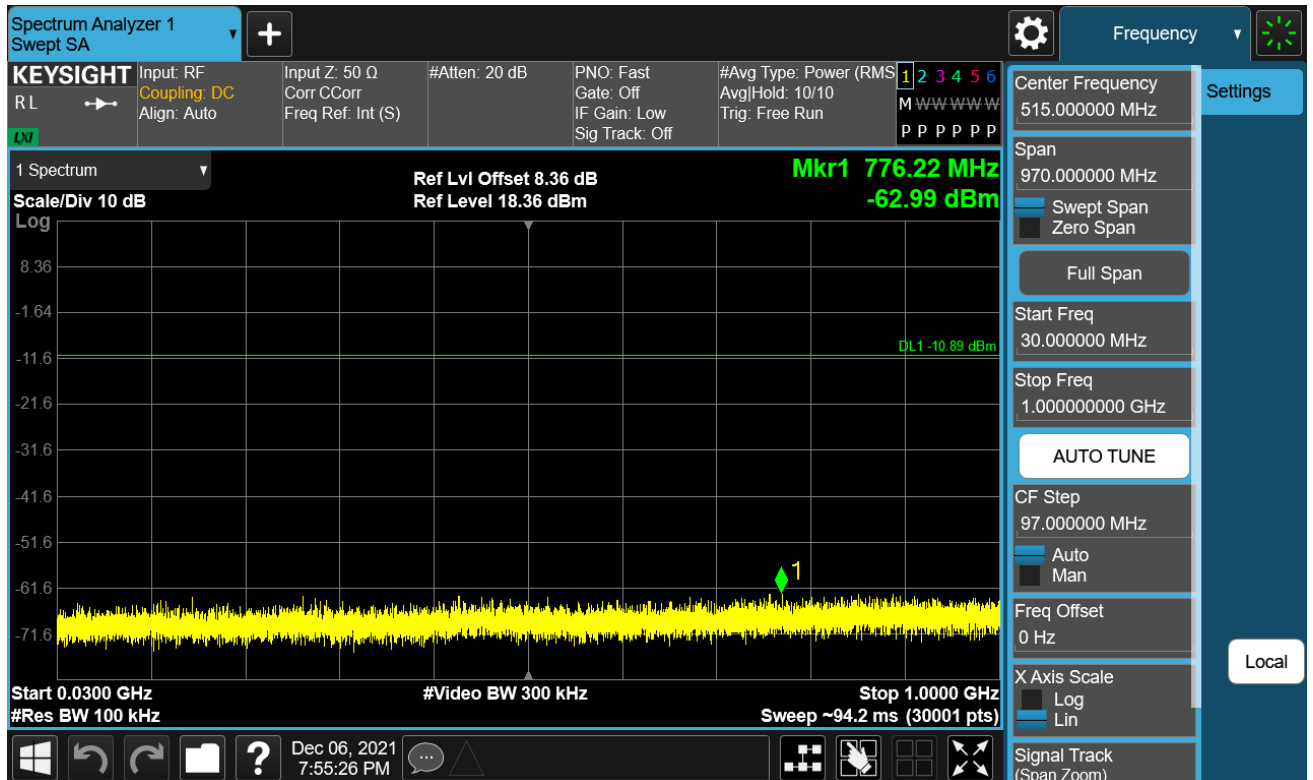 Spectrum Analyzer 1
Swept SA
+
Frequency
KEYSIGHT
R L
LXI
Input: RF
Coupling: DC
Align: Auto
Input Z: 50 Ω
Corr CCorr
Freq Ref: Int (S)
#Atten: 20 dB
PNO: Fast
Gate: Off
IF Gain: Low
Sig Track: Off
#Avg Type: Power (RMS
Avg|Hold: 10/10
Trig: Free Run
1 2 3 4 5 6
M W W W W W
P P P P P P
1 Spectrum
Scale/Div 10 dB
Log
Ref Lvl Offset 8.36 dB
Ref Level 18.36 dBm
Mkr1 776.22 MHz
-62.99 dBm
8.36
-1.64
DL1 -10.89 dBm
-11.6
-21.6
-31.6
-41.6
-51.6
1
-61.6
-71.6
Start 0.0300 GHz
#Res BW 100 kHz
#Video BW 300 kHz
Stop 1.0000 GHz
Sweep ~94.2 ms (30001 pts)
?
Dec 06, 2021
7:55:26 PM
Center Frequency
515.000000 MHz
Span
970.000000 MHz
Swept Span
Zero Span
Full Span
Start Freq
30.000000 MHz
Stop Freq
1.000000000 GHz
AUTO TUNE
CF Step
97.000000 MHz
Auto
Man
Freq Offset
0 Hz
X Axis Scale
Log
Lin
Signal Track
(Span Zoom)
Settings
Local